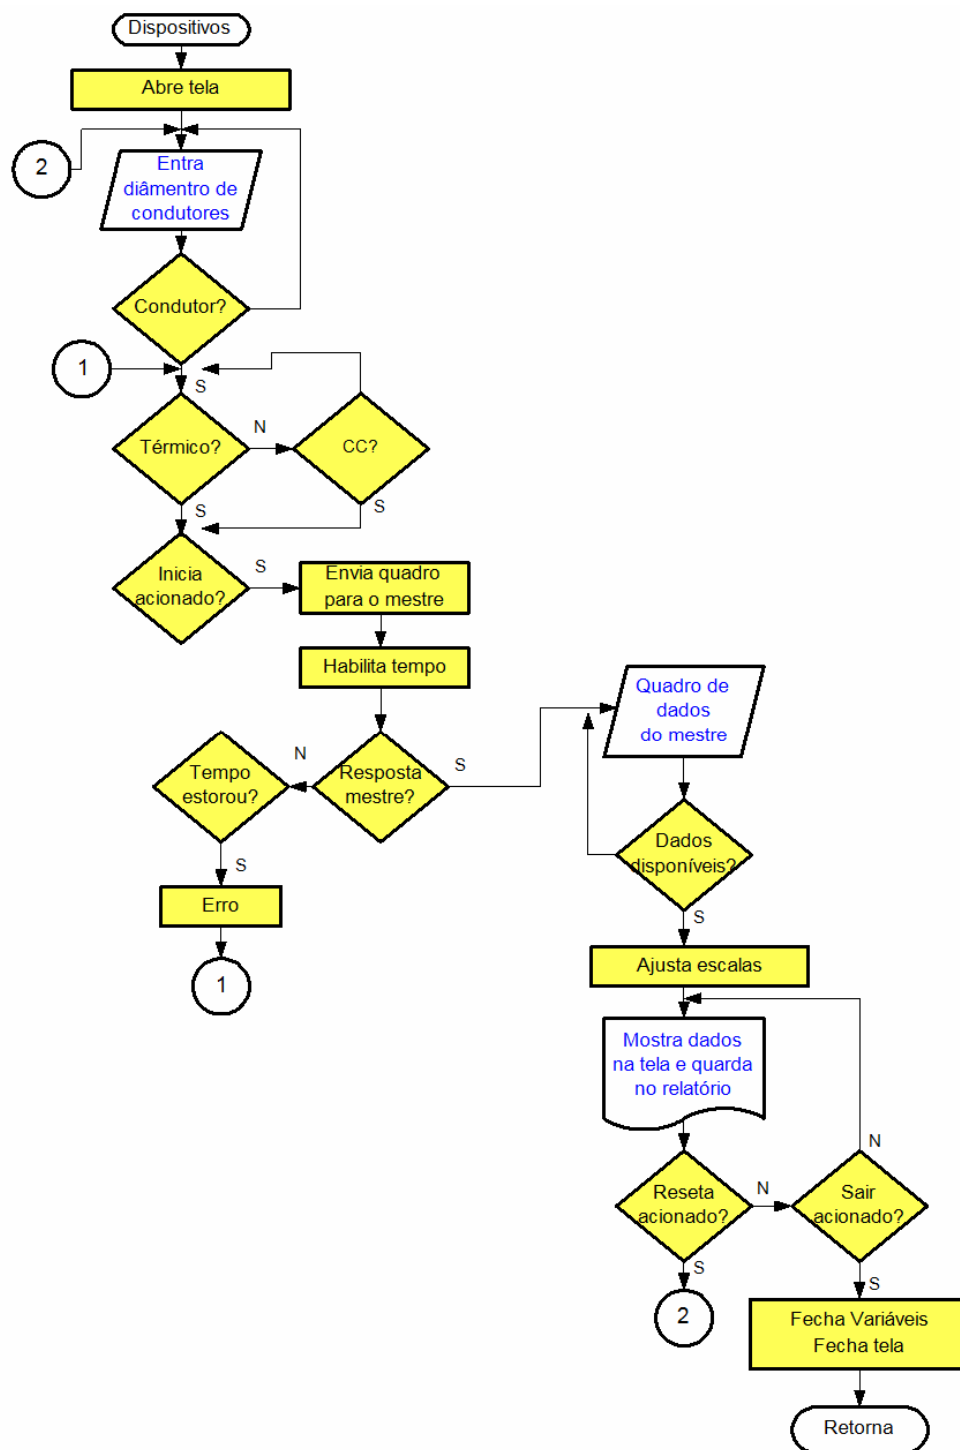 Dispositivos
Abre tela
2
Entra
diâmentro de
condutores
Condutor?
1
S
Térmico?
N
CC?
S
S
Inicia
acionado?
S
Envia quadro
para o mestre
Habilita tempo
Quadro de
dados
do mestre
Tempo
estorou?
N
Resposta
mestre?
S
Dados
disponíveis?
S
Erro
S
Ajusta escalas
1
Mostra dados
na tela e quarda
no relatório
N
Reseta
acionado?
N
Sair
acionado?
S
S
2
Fecha Variáveis
Fecha tela
Retorna